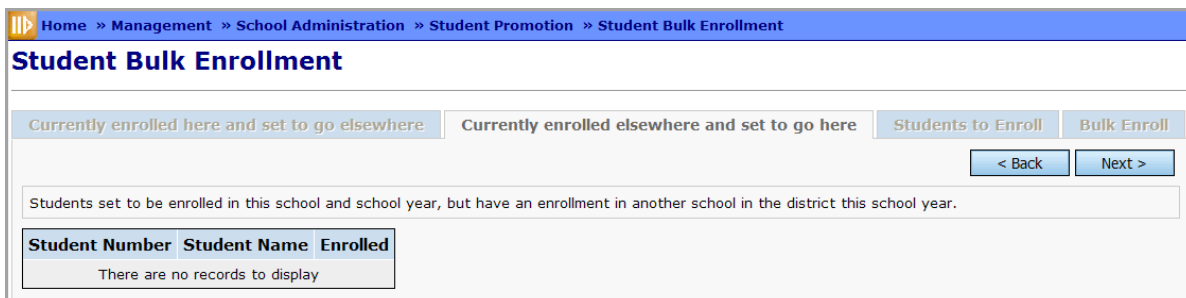 Home » Management » School Administration » Student Promotion » Student Bulk Enrollment
Student Bulk Enrollment
Currently enrolled here and set to go elsewhere Currently enrolled elsewhere and set to go here Students to Enroll Bulk Enroll
< Back Next >
Students set to be enrolled in this school and school year, but have an enrollment in another school in the district this school year.
Student Number Student Name Enrolled
There are no records to display